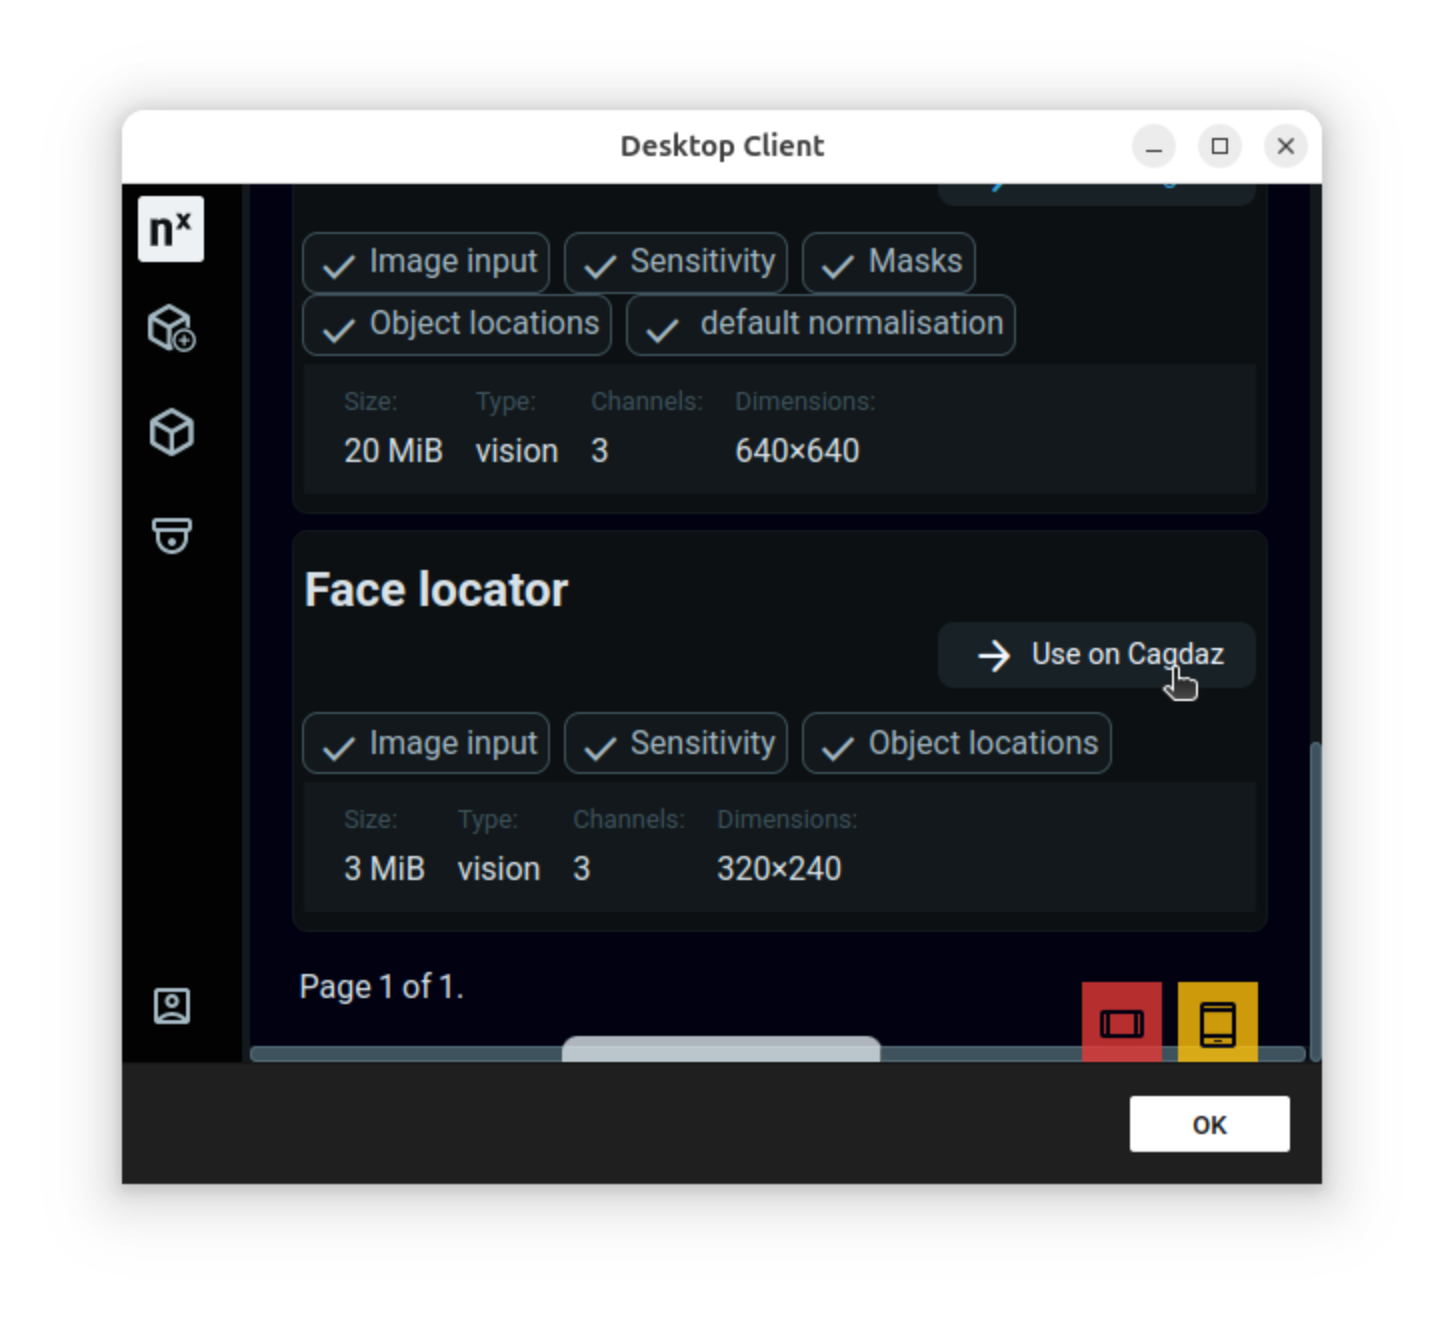 Desktop Client
nx
Image input Sensitivity Masks
Object locations default normalisation
Size: Type: Channels: Dimensions:
20 MiB vision 3 640×640
Face locator
Use on Cagdaz
Image input Sensitivity Object locations
Size: Type: Channels: Dimensions:
3 MiB vision 3 320×240
Page 1 of 1.
OK